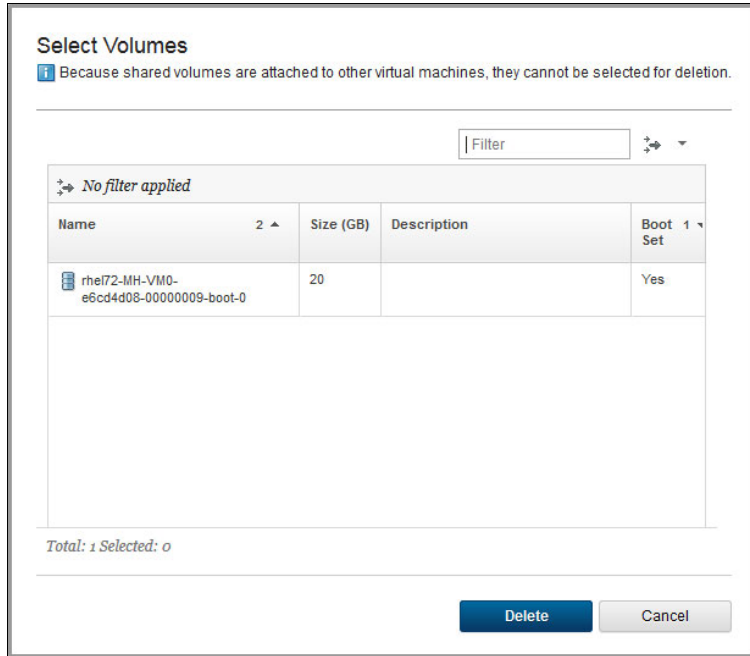 Select Volumes
Because shared volumes are attached to other virtual machines, they cannot be selected for deletion.
Filter
No filter applied
Name 2 Size (GB) Description Boot Set 1
rhel72-MH-VM0- 20 Yes
e6cd4d08-00000009-boot-0
Total: 1 Selected: 0
Delete Cancel